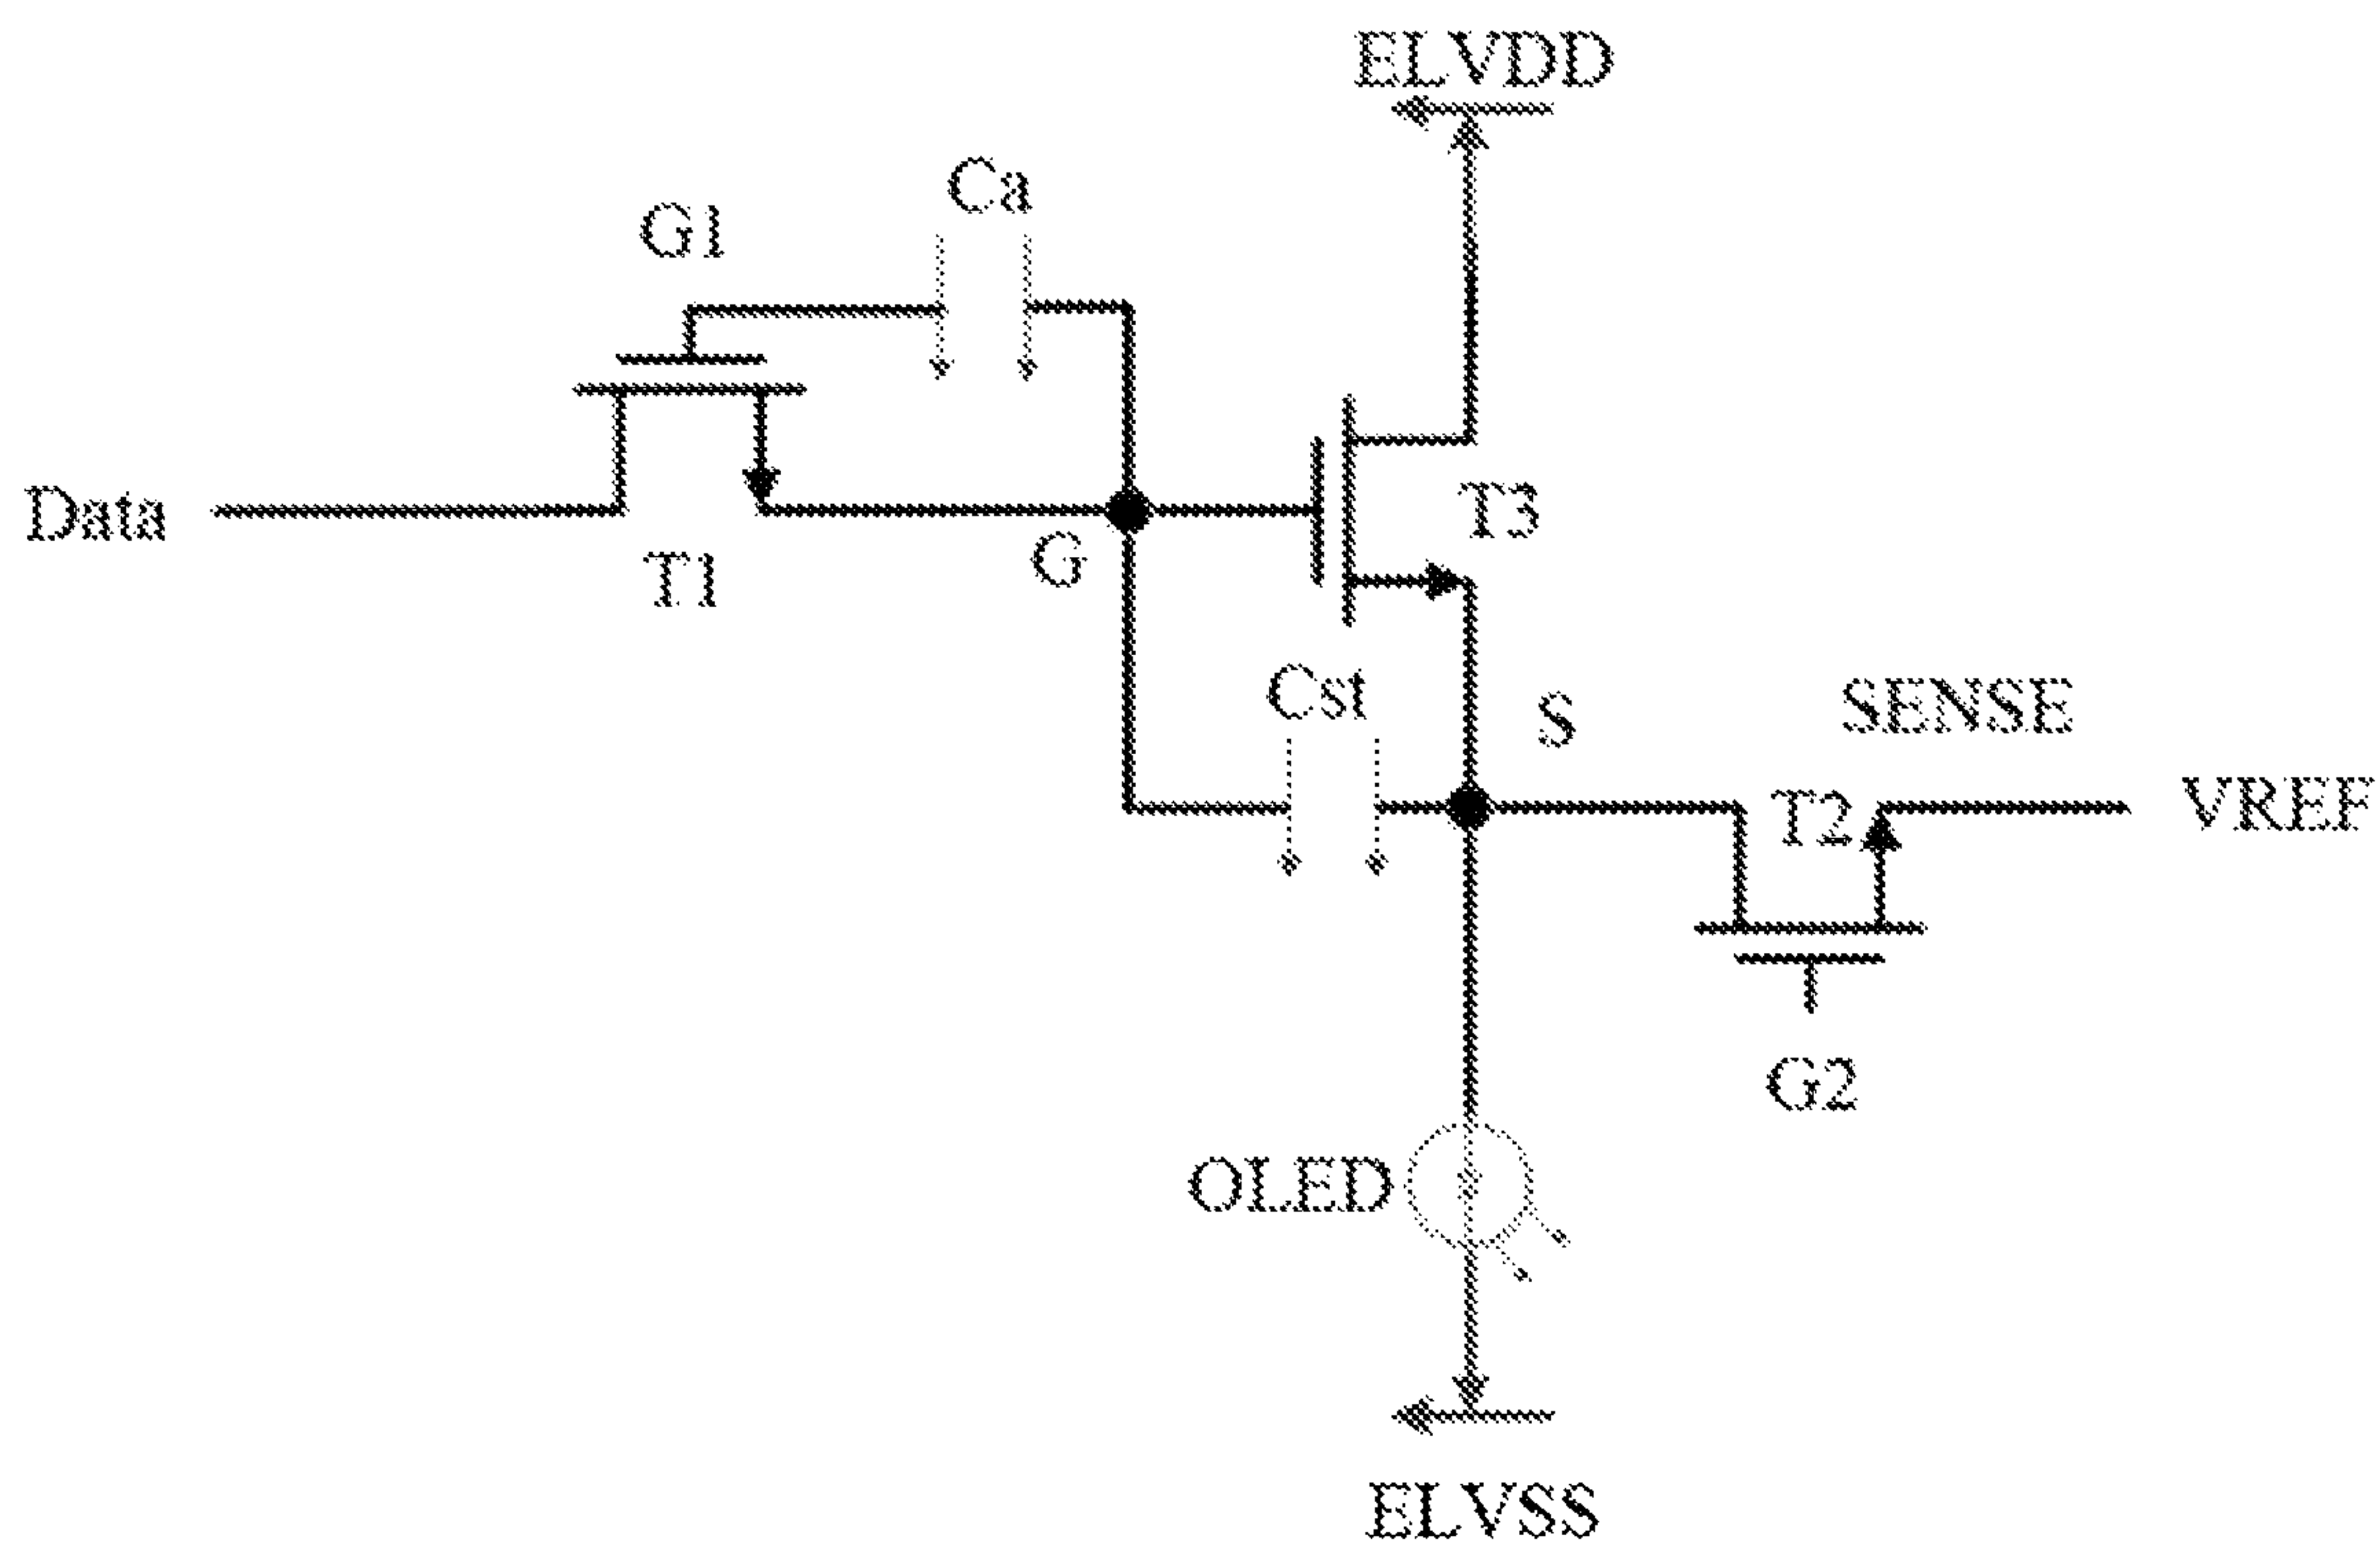 ELVDD
Ca
G1
Data
T3
G
T1
Cst
S
SENSE
T2
VREF
G2
OLED
ELVSS